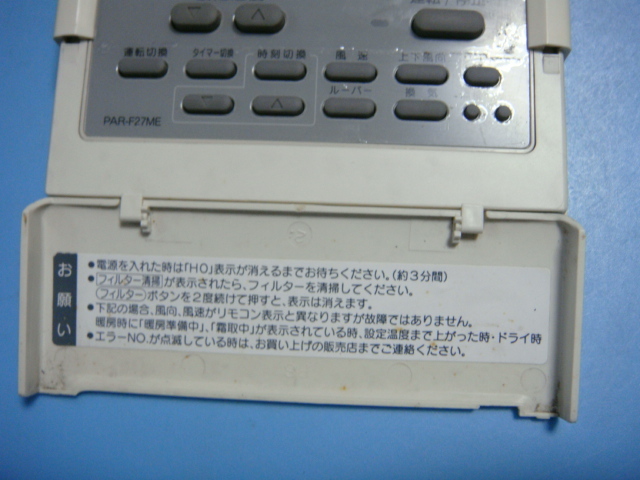 運転切換 タイマー切換 時刻切換 風速 上下風向
ルーバー 換気
PAR-F27ME
お願い
●電源を入れた時は「HO」表示が消えるまでお待ちください。(約3分間)
●フィルター清掃が表示されたら、フィルターを清掃してください。
フィルターボタンを2度続けて押すと、表示は消えます。
●下記の場合、風向、風速がリモコン表示と異なりますが故障ではありません。
暖房時に「暖房準備中」、「霜取中」が表示されている時、設定温度まで上がった時・ドライ時
●エラーNO.が点滅している時は、お買い上げの販売店までご連絡ください。